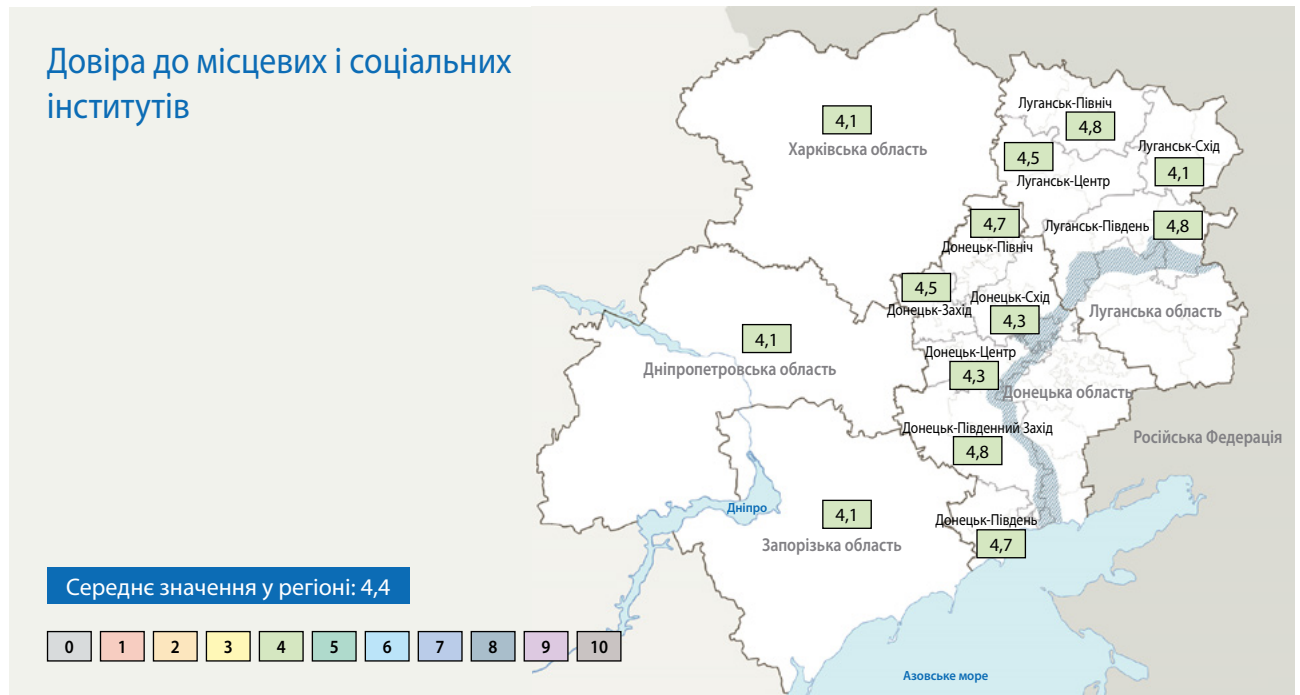 Довіра до місцевих і соціальних
інститутів
4,1
Харківська область
Луганськ-Північ
4,8
4,5
Луганськ-Центр
Луганськ-Схід
4,1
4,7
Донецьк-Північ
Луганськ-Південь
4,8
4,5
Донецьк-Захід
Донецьк-Схід
4,3
Луганська область
4,1
Дніпропетровська область
Донецьк-Центр
4,3
Донецька область
Донецьк-Південний Захід
4,8
Російська Федерація
Дніпро
4,1
Запорізька область
Донецьк-Південь
4,7
Середнє значення у регіоні: 4,4
0 1 2 3 4 5 6 7 8 9 10
Азовське море